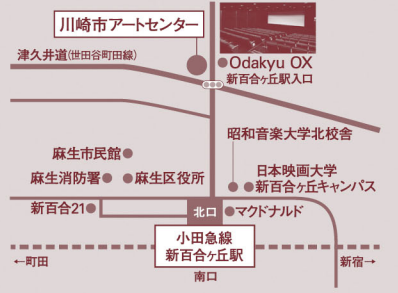 川崎市アートセンター
津久井道(世田谷町田線)
Odakyu OX
新百合ヶ丘駅入口
昭和音楽大学北校舎
麻生市民館
日本映画大学
新百合ヶ丘キャンパス
麻生消防署
麻生区役所
新百合21
北口
マクドナルド
小田急線
新百合ヶ丘駅
←町田
新宿→
南口